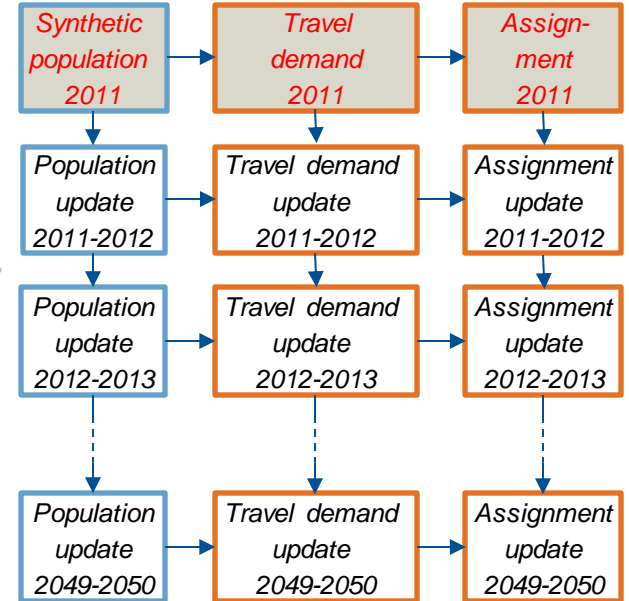 Synthetic
population
2011
Travel
demand
2011
Assign-
ment
2011
Population
update
2011-2012
Travel demand
update
2011-2012
Assignment
update
2011-2012
Population
update
2012-2013
Travel demand
update
2012-2013
Assignment
update
2012-2013
Population
update
2049-2050
Travel demand
update
2049-2050
Assignment
update
2049-2050